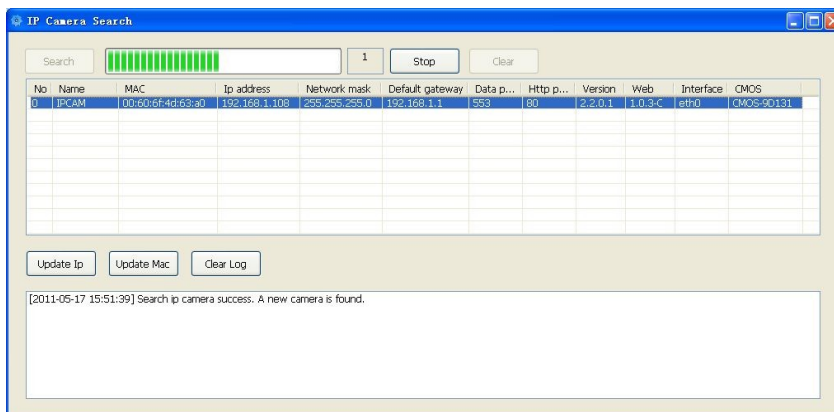 IP Camera Search
Search 1 Stop Clear
No Name MAC Ip address Network mask Default gateway Data p... Http p... Version Web Interface CMOS
0 IPCAM 00:60:6f:4d:63:a0 192.168.1.108 255.255.255.0 192.168.1.1 553 80 2.2.0.1 1.0.3-C eth0 CMOS-9D131
Update Ip Update Mac Clear Log
[2011-05-17 15:51:39] Search ip camera success. A new camera is found.